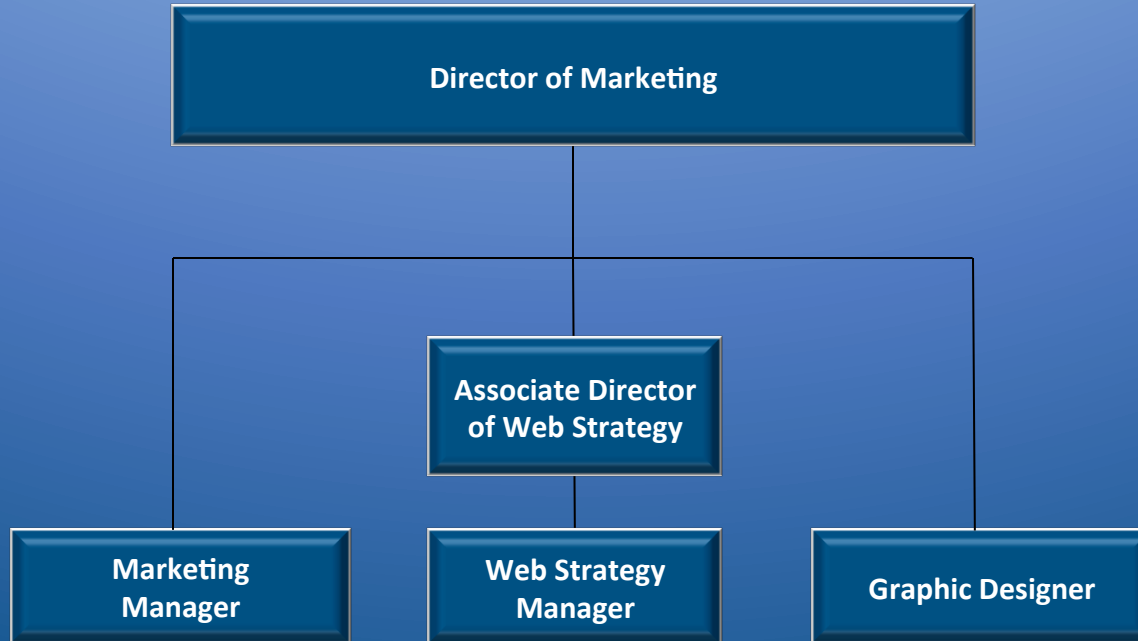 Director of Marketing
Associate Director
of Web Strategy
Marketing
Manager
Web Strategy
Manager
Graphic Designer